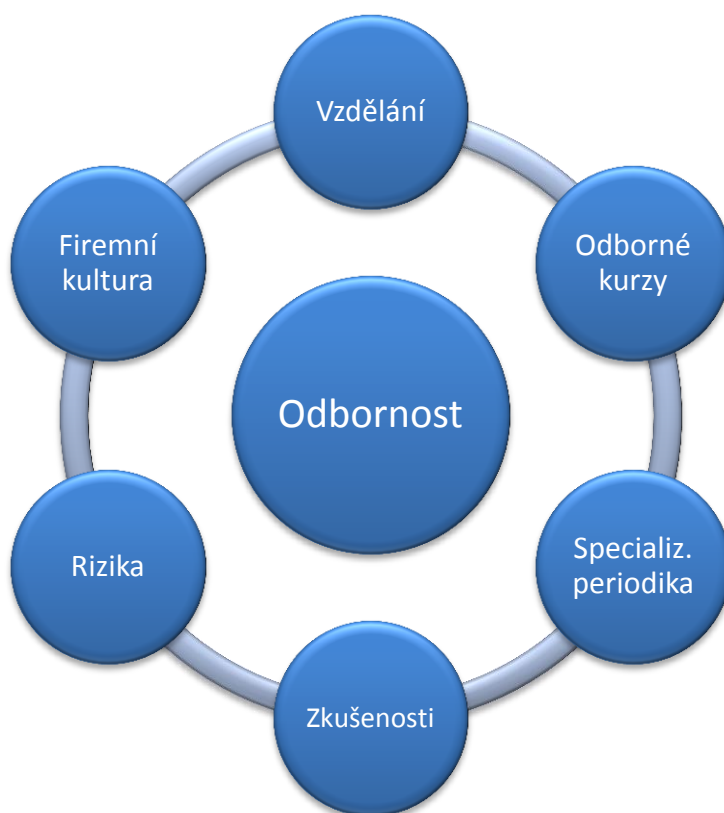 Vzdělání
Firemní
kultura
Odborné
kurzy
Odbornost
Rizika
Specializ.
periodika
Zkušenosti